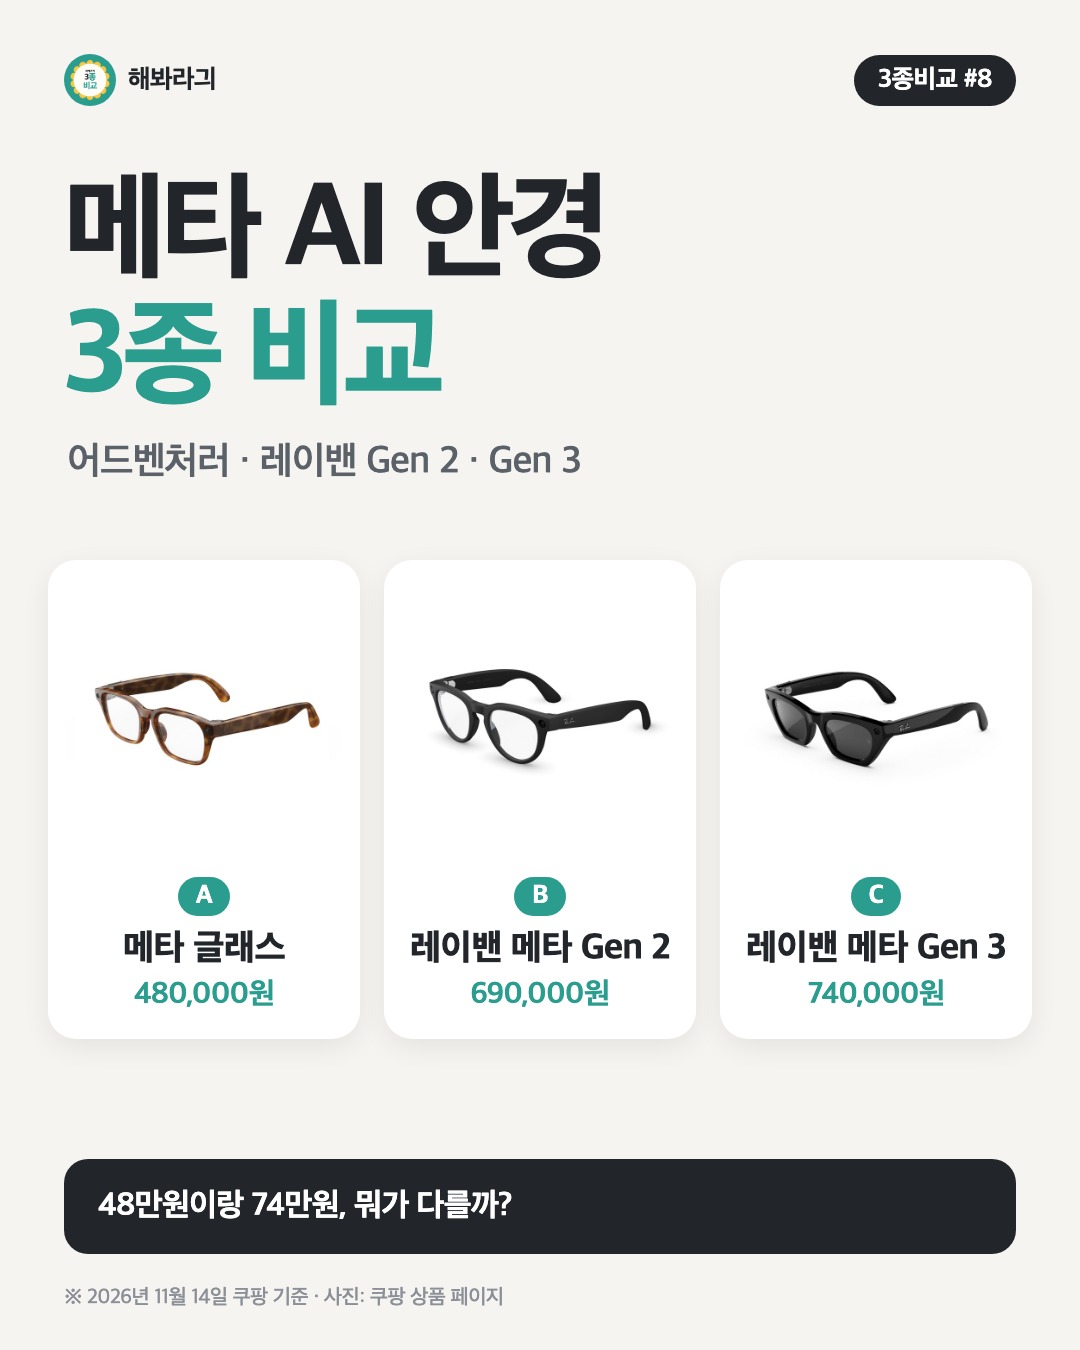 3종
비교
해봐라긔
3종비교 #8
메타 AI 안경
3종 비교
어드벤처러 · 레이밴 Gen 2 · Gen 3
A
메타 글래스
480,000원
B
레이밴 메타 Gen 2
690,000원
C
레이밴 메타 Gen 3
740,000원
48만원이랑 74만원, 뭐가 다를까?
※ 2026년 11월 14일 쿠팡 기준 · 사진: 쿠팡 상품 페이지